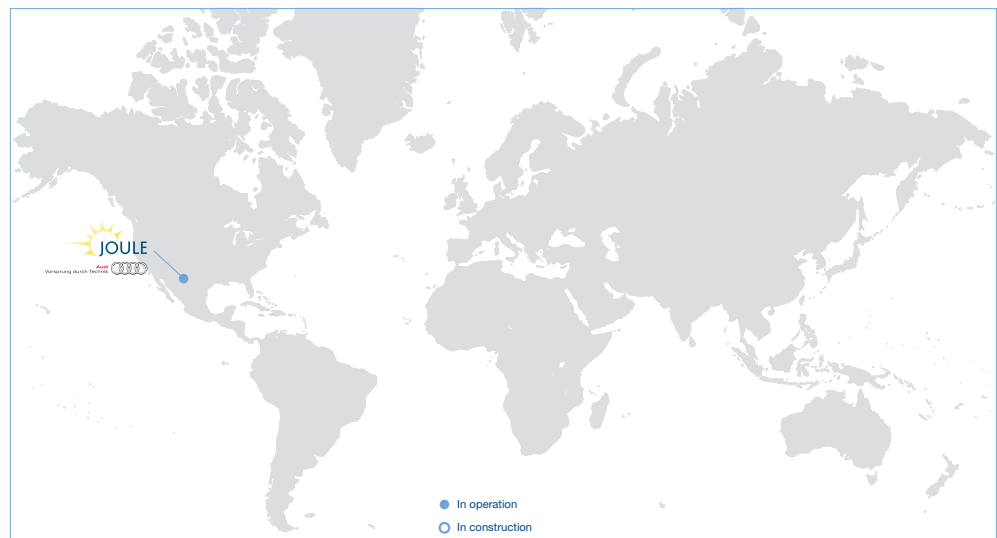 JOULE
Audi
Vorsprung durch Technik
In operation
In construction